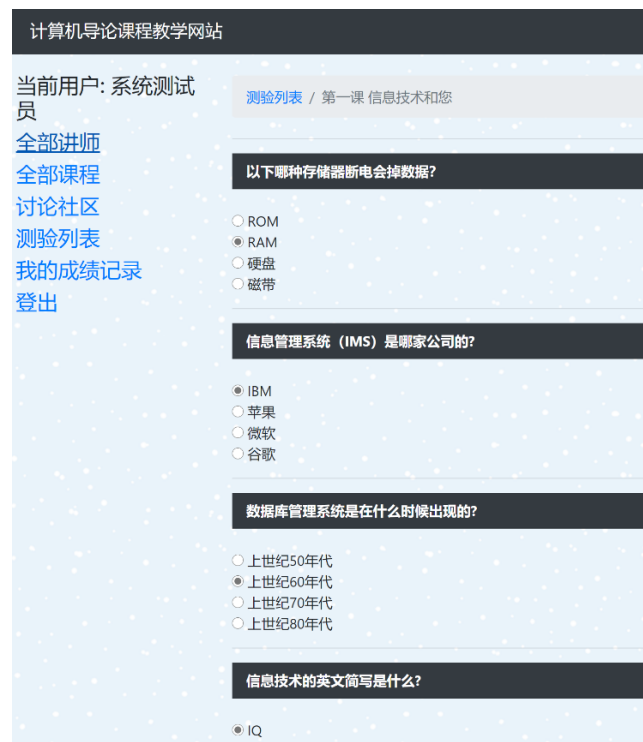 计算机导论课程教学网站
当前用户: 系统测试
员
全部讲师
全部课程
讨论社区
测验列表
我的成绩记录
登出
测验列表 / 第一课 信息技术和您
以下哪种存储器断电会掉数据?
ROM
RAM
硬盘
磁带
信息管理系统（IMS）是哪家公司的?
IBM
苹果
微软
谷歌
数据库管理系统是在什么时候出现的?
上世纪50年代
上世纪60年代
上世纪70年代
上世纪80年代
信息技术的英文简写是什么?
IQ